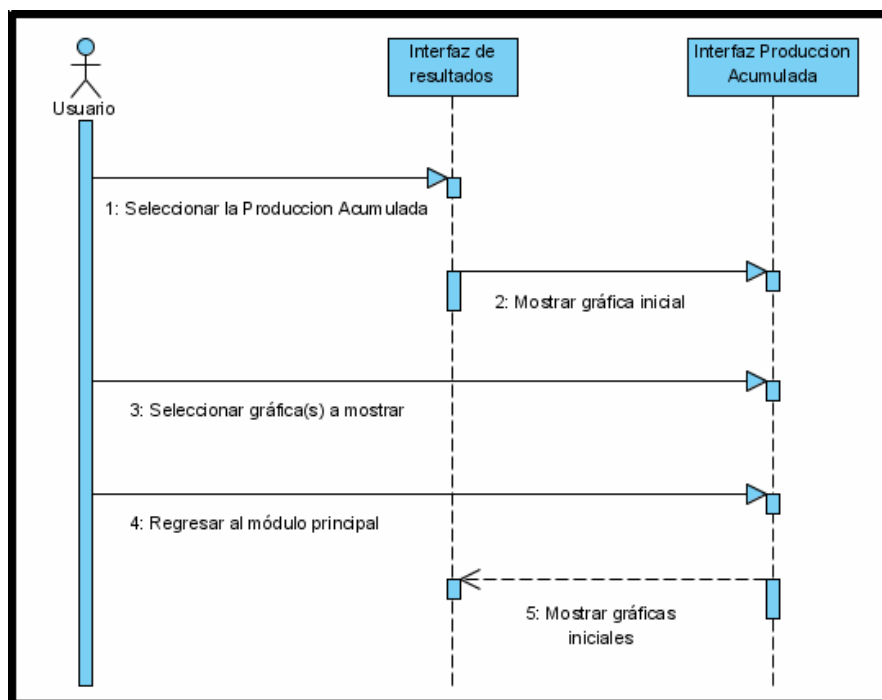 Interfaz de
resultados
Interfaz Produccion
Acumulada
Usuario
1: Seleccionar la Produccion Acumulada
2: Mostrar gráfica inicial
3: Seleccionar gráfica(s) a mostrar
4: Regresar al módulo principal
5: Mostrar gráficas
iniciales